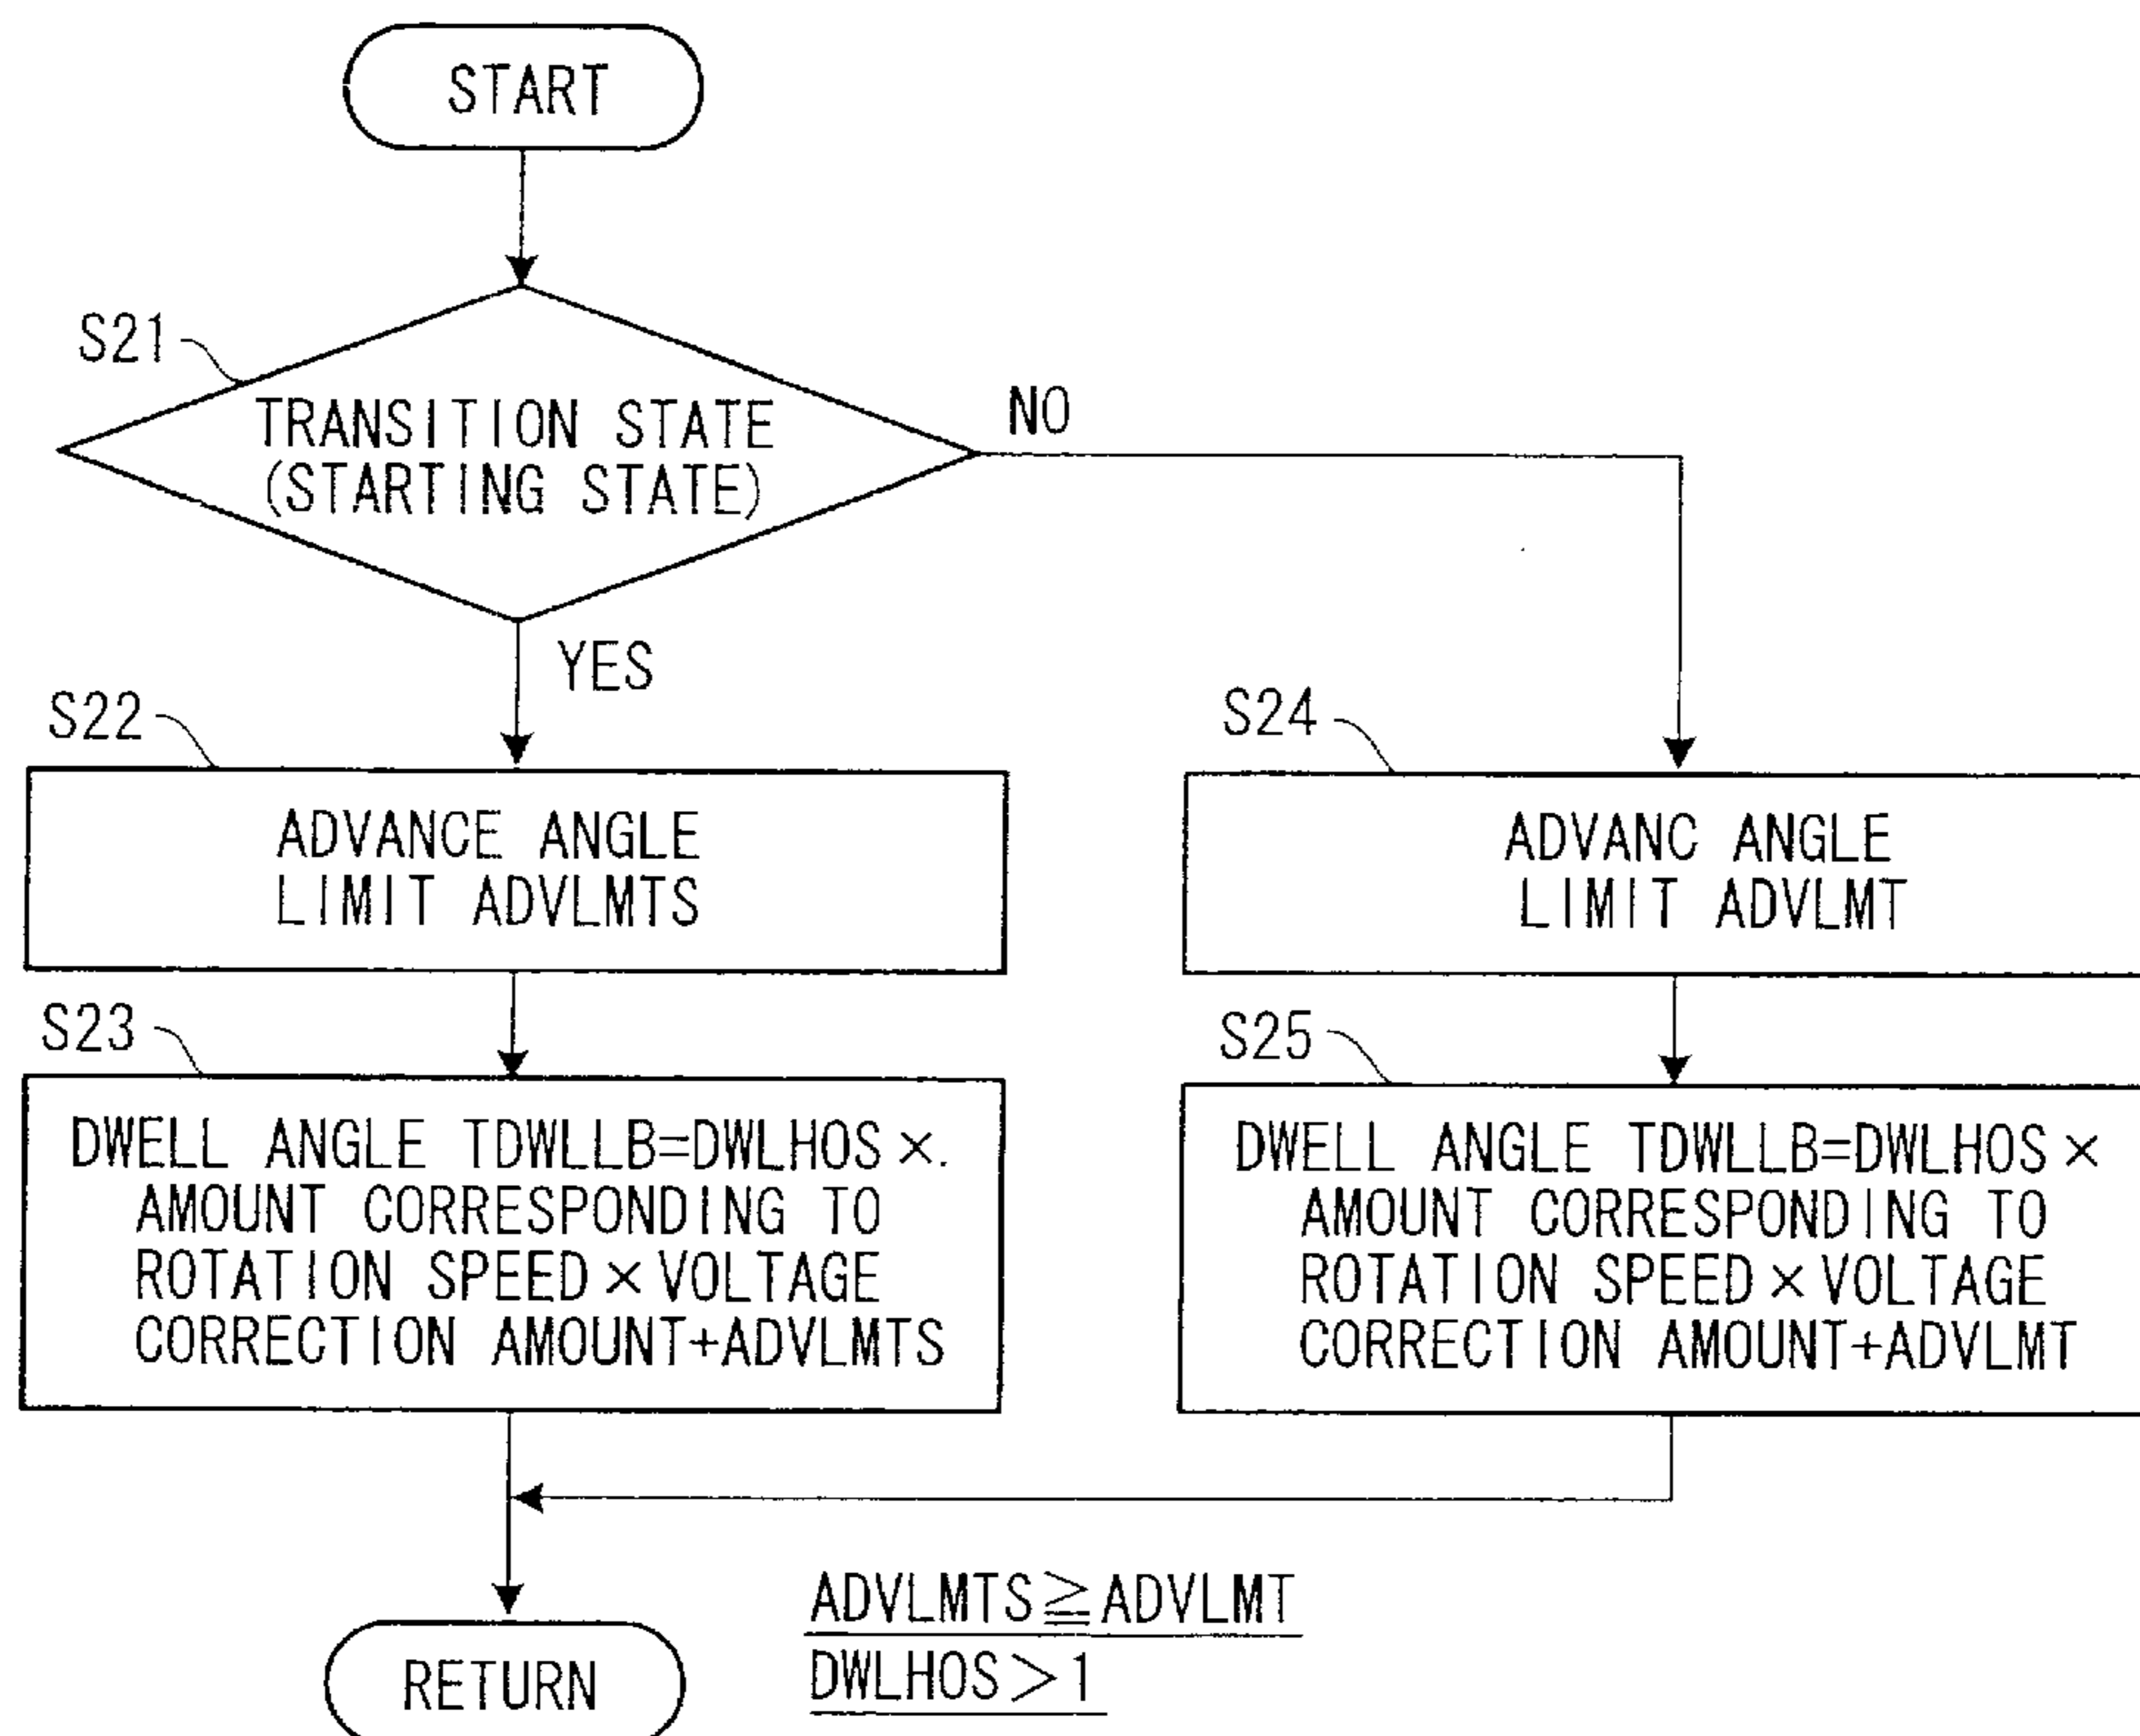 START
S21
TRANSITION STATE
(STARTING STATE)
NO
YES
S22
ADVANCE ANGLE
LIMIT ADVLMTS
S24
ADVANC ANGLE
LIMIT ADVLMT
S23
DWELL ANGLE TDWLLB=DWLHOS×.
AMOUNT CORRESPONDING TO
ROTATION SPEED×VOLTAGE
CORRECTION AMOUNT+ADVLMTS
S25
DWELL ANGLE TDWLLB=DWLHOS×
AMOUNT CORRESPONDING TO
ROTATION SPEED×VOLTAGE
CORRECTION AMOUNT+ADVLMT
RETURN
ADVLMTS≧ADVLMT
DWLHOS>1